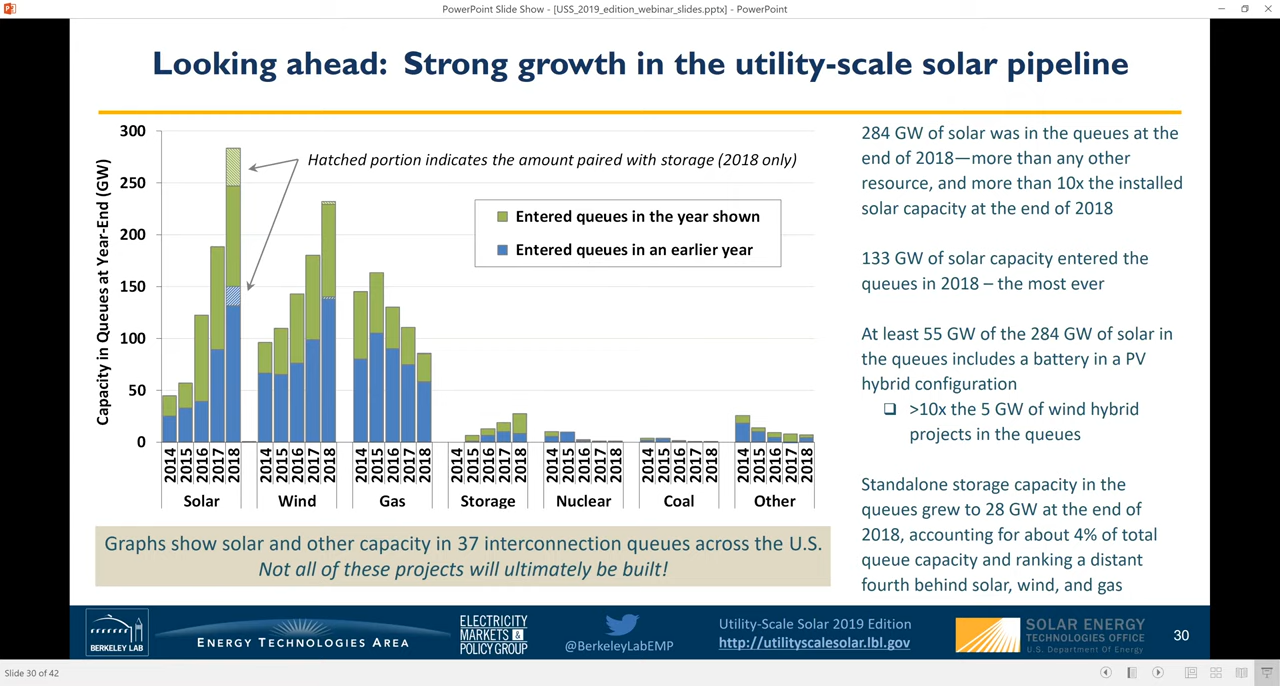 PowerPoint Slide Show - [USS_2019_edition_webinar_slides.pptx] - PowerPoint
Looking ahead: Strong growth in the utility-scale solar pipeline
Capacity in Queues at Year-End (GW)
300
250
200
150
100
50
0
Hatched portion indicates the amount paired with storage (2018 only)
Entered queues in the year shown
Entered queues in an earlier year
2014 2015 2016 2017 2018
2014 2015 2016 2017 2018
2014 2015 2016 2017 2018
2014 2015 2016 2017 2018
2014 2015 2016 2017 2018
2014 2015 2016 2017 2018
2014 2015 2016 2017 2018
Solar Wind Gas Storage Nuclear Coal Other
Graphs show solar and other capacity in 37 interconnection queues across the U.S.
Not all of these projects will ultimately be built!
284 GW of solar was in the queues at the
end of 2018—more than any other
resource, and more than 10x the installed
solar capacity at the end of 2018
133 GW of solar capacity entered the
queues in 2018 – the most ever
At least 55 GW of the 284 GW of solar in
the queues includes a battery in a PV
hybrid configuration
>10x the 5 GW of wind hybrid
projects in the queues
Standalone storage capacity in the
queues grew to 28 GW at the end of
2018, accounting for about 4% of total
queue capacity and ranking a distant
fourth behind solar, wind, and gas
BERKELEY LAB
ENERGY TECHNOLOGIES AREA
ELECTRICITY
MARKETS &
POLICY GROUP
@BerkeleyLabEMP
Utility-Scale Solar 2019 Edition
http://utilityscalesolar.lbl.gov
SOLAR ENERGY
TECHNOLOGIES OFFICE
U.S. Department Of Energy
30
Slide 30 of 42